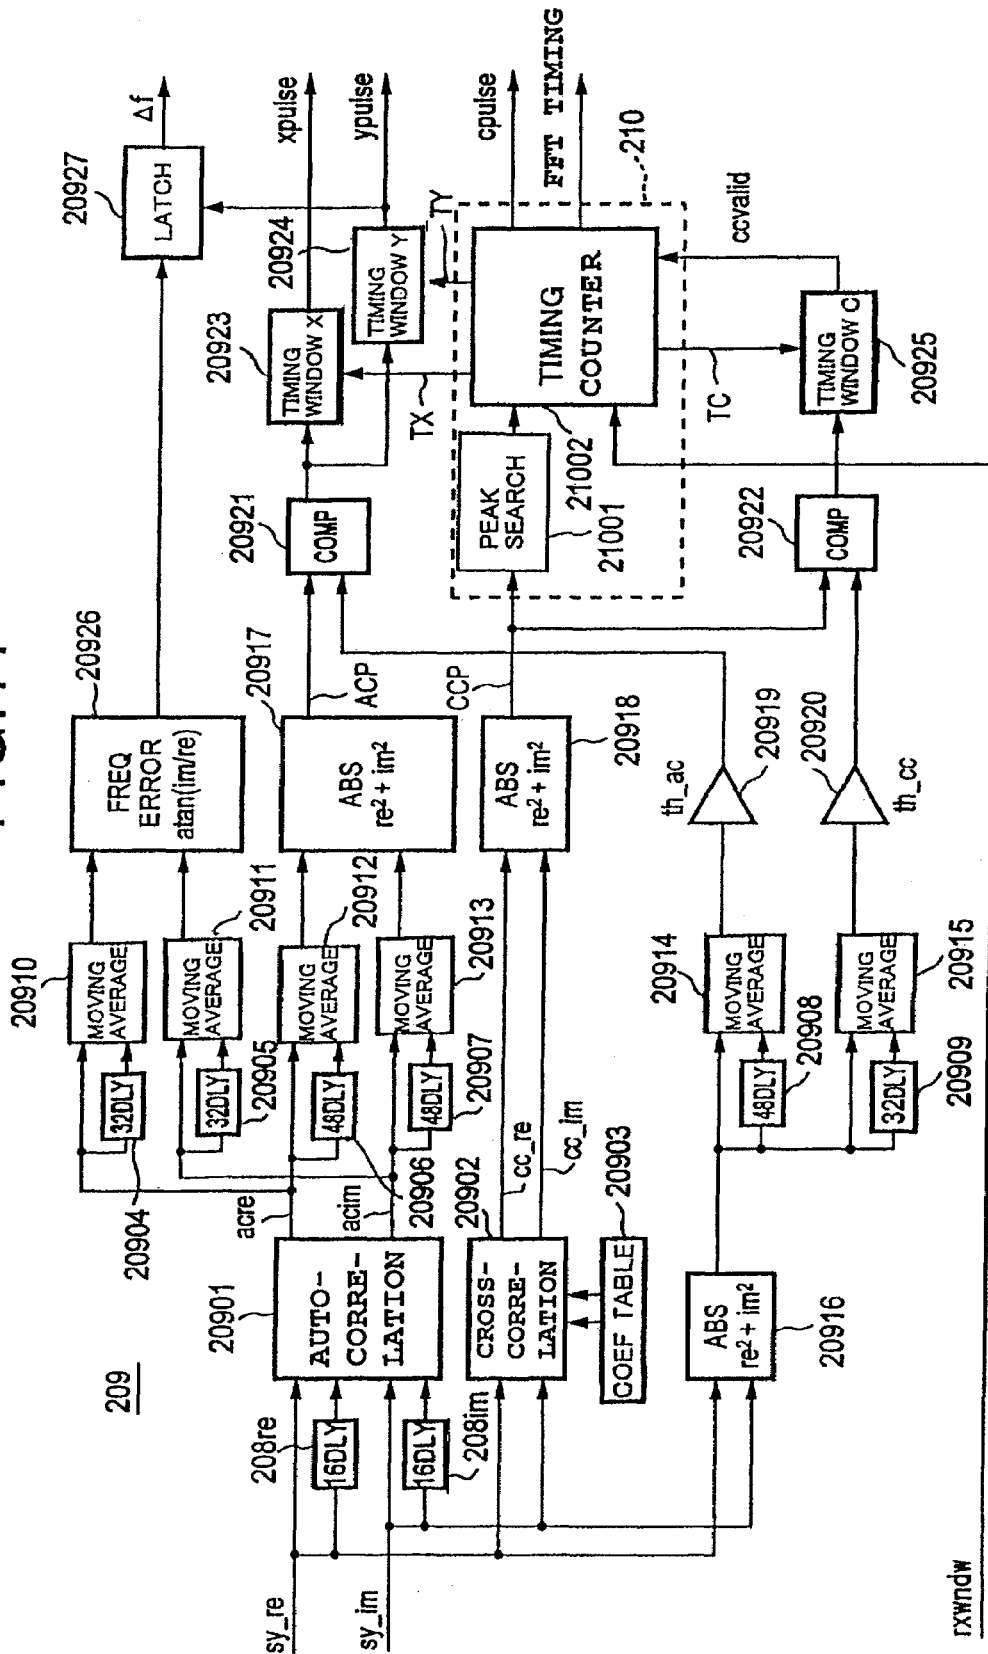 209
sy_re
sy_im
rxwndw
208re
16DLY
16DLY
208im
20901
AUTO-
CORRE-
LATION
acre
acim
20902
CROSS-
CORRE-
LATION
cc_re
cc_im
20903
COEF TABLE
ABS
re² + im²
20916
20904
32DLY
32DLY
20905
48DLY
20906
48DLY
20907
48DLY
20908
32DLY
20909
20910
MOVING
AVERAGE
MOVING
AVERAGE
20911
MOVING
AVERAGE
20912
MOVING
AVERAGE
20913
20914
MOVING
AVERAGE
MOVING
AVERAGE
20915
20926
FREQ
ERROR
atan(im/re)
20917
ABS
re² + im²
ACP
ABS
re² + im²
20918
CCP
th_ac
20919
20920
th_cc
20921
COMP
20922
COMP
PEAK
SEARCH
21001
21002
TIMING
COUNTER
210
TX
TY
TC
20923
TIMING
WINDOW X
20924
TIMING
WINDOW Y
TIMING
WINDOW C
20925
ccvalid
20927
LATCH
Δf
xpulse
ypulse
cpulse
FFT TIMING